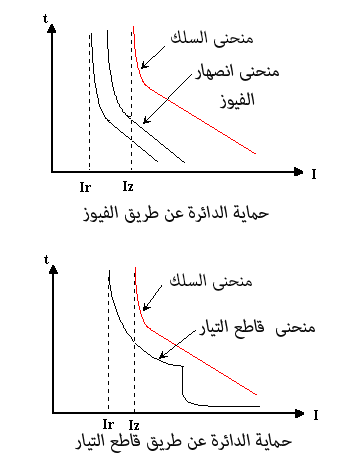 t
منحنى السلك
منحنى انصهار
الفيوز
Ir
Iz
I
حماية الدائرة عن طريق الفيوز
t
منحنى السلك
منحنى قاطع التيار
Ir
Iz
I
حماية الدائرة عن طريق قاطع التيار